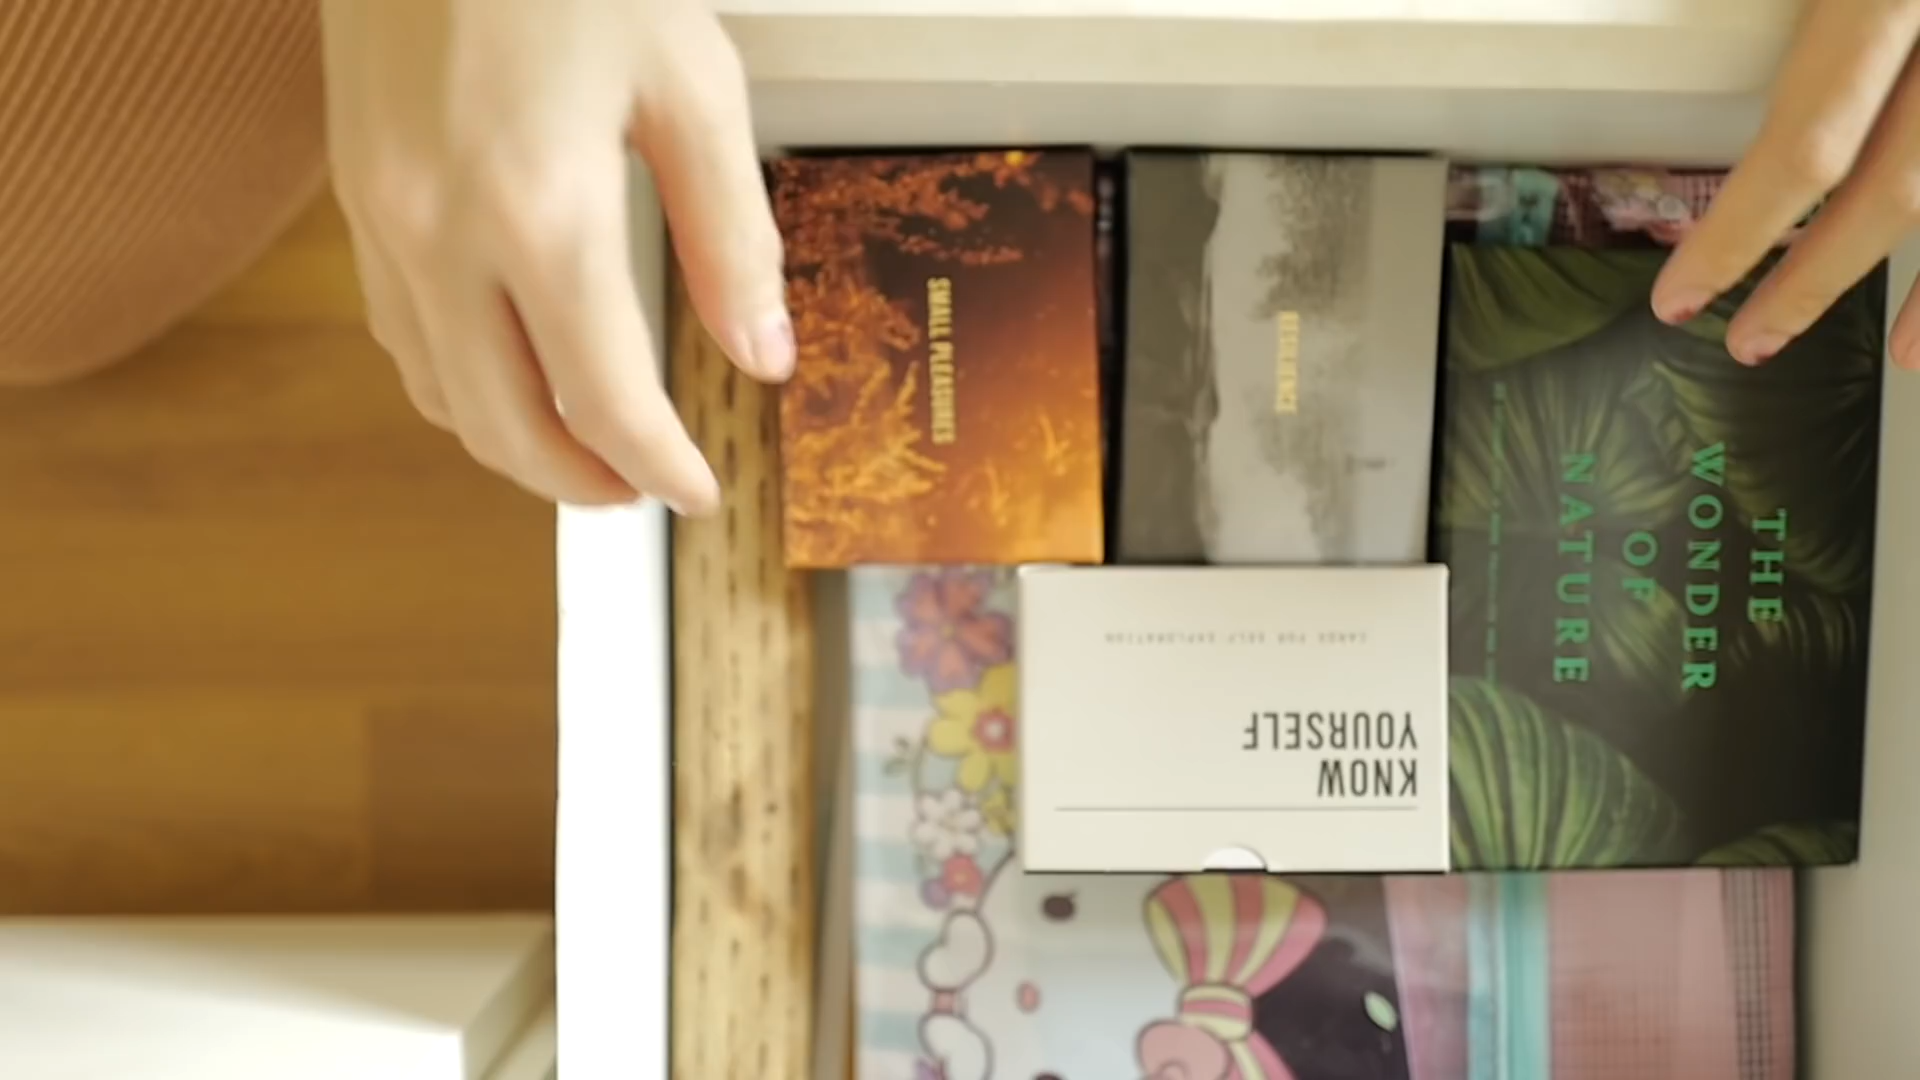 SMALL PLEASURES
RESILIENCE
THE
WONDER
OF
NATURE
KNOW
YOURSELF
CARDS FOR SELF-EXPLORATION